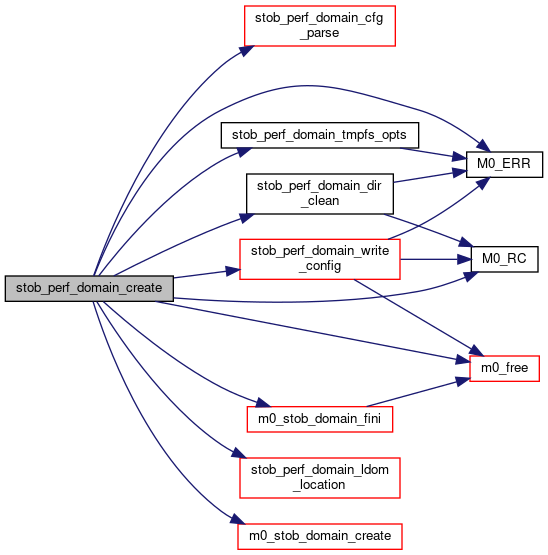 stob_perf_domain_cfg
_parse
stob_perf_domain_tmpfs_opts
M0_ERR
stob_perf_domain_dir
_clean
stob_perf_domain_write
_config
M0_RC
stob_perf_domain_create
m0_free
m0_stob_domain_fini
stob_perf_domain_ldom
_location
m0_stob_domain_create